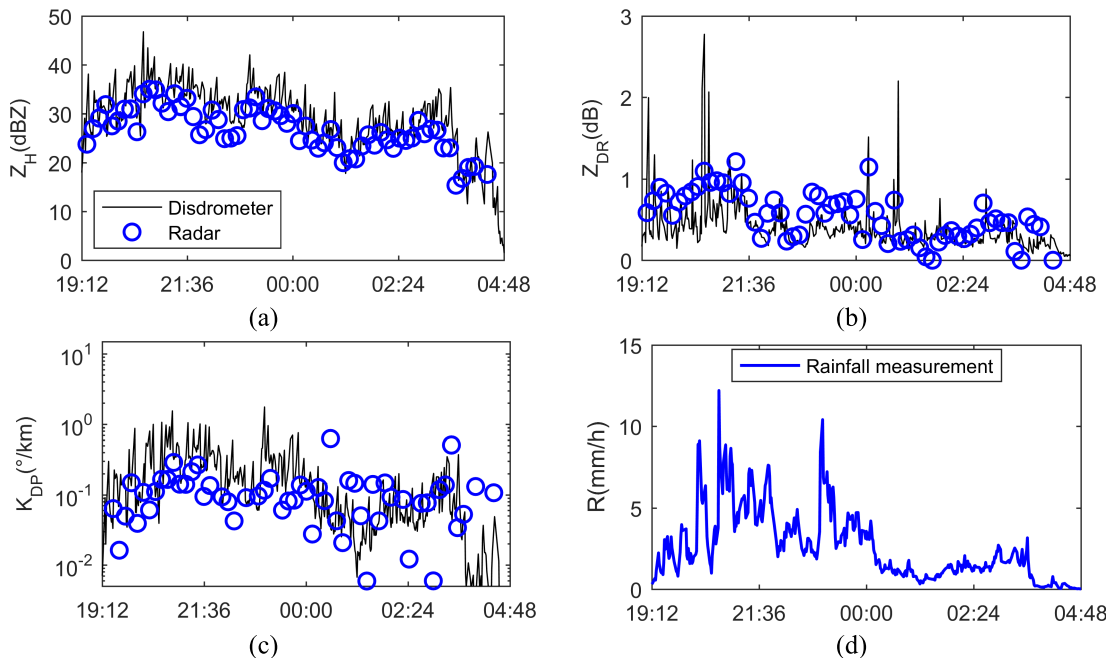 50
40
30
20
10
0
Z_H(dBZ)
Disdrometer
Radar
19:12 21:36 00:00 02:24 04:48
(a)
3
2
1
0
Z_DR(dB)
19:12 21:36 00:00 02:24 04:48
(b)
10^1
10^0
10^-1
10^-2
K_DP(°/km)
19:12 21:36 00:00 02:24 04:48
(c)
15
10
5
0
R(mm/h)
Rainfall measurement
19:12 21:36 00:00 02:24 04:48
(d)